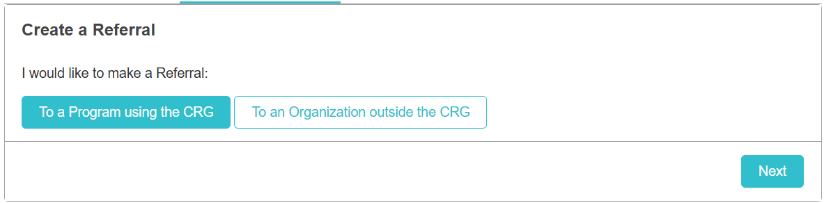 Create a Referral
I would like to make a Referral:
To a Program using the CRG To an Organization outside the CRG
Next